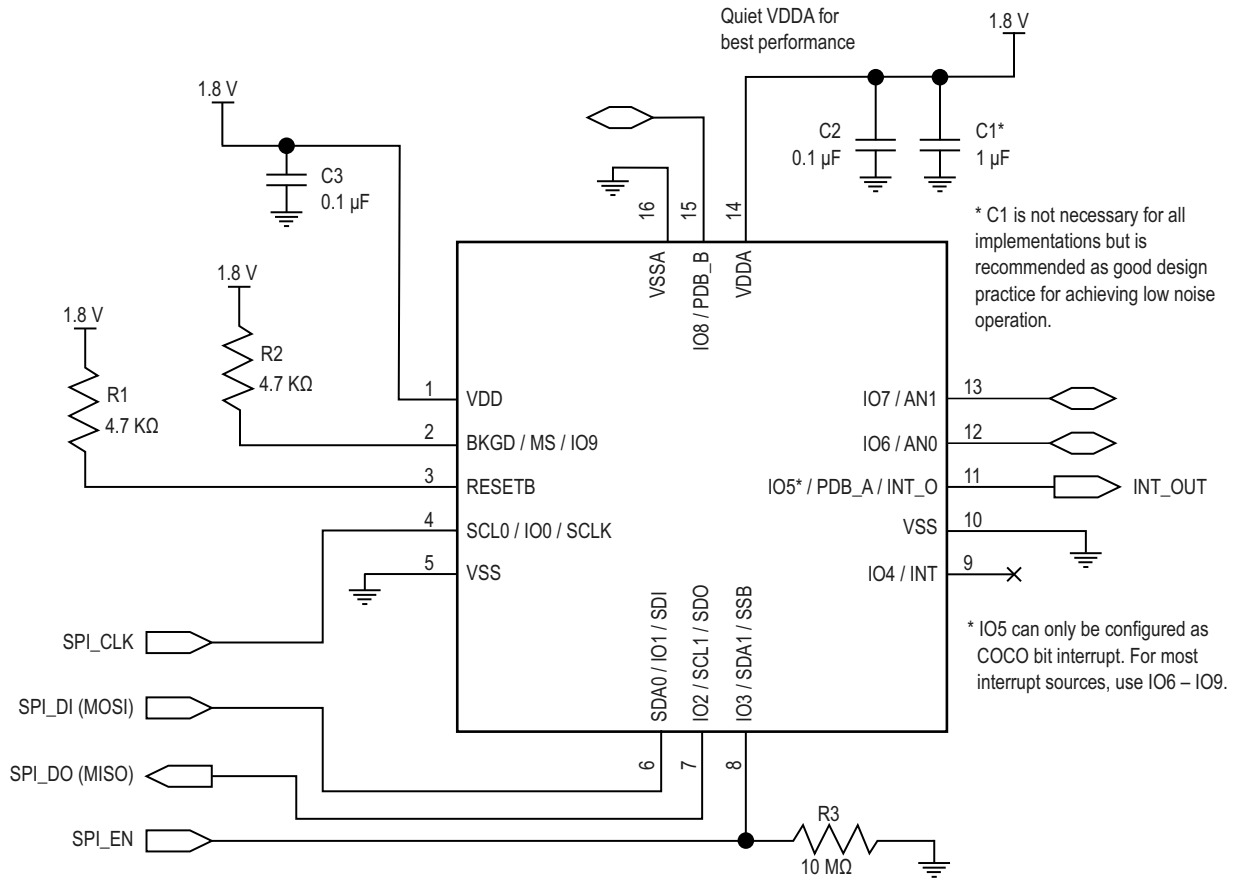 Quiet VDDA for
best performance
1.8 V
1.8 V
C2
0.1 µF
C1*
1 µF
C3
0.1 µF
16
15
14
VSSA
IO8 / PDB_B
VDDA
* C1 is not necessary for all
implementations but is
recommended as good design
practice for achieving low noise
operation.
1.8 V
1.8 V
R2
4.7 KΩ
R1
4.7 KΩ
1
VDD
2
BKGD / MS / IO9
3
RESETB
4
SCL0 / IO0 / SCLK
5
VSS
IO7 / AN1
13
IO6 / AN0
12
IO5* / PDB_A / INT_O
11
INT_OUT
VSS
10
IO4 / INT
9
* IO5 can only be configured as
COCO bit interrupt. For most
interrupt sources, use IO6 – IO9.
SDA0 / IO1 / SDI
IO2 / SCL1 / SDO
IO3 / SDA1 / SSB
6
7
8
SPI_CLK
SPI_DI (MOSI)
SPI_DO (MISO)
SPI_EN
R3
10 MΩ